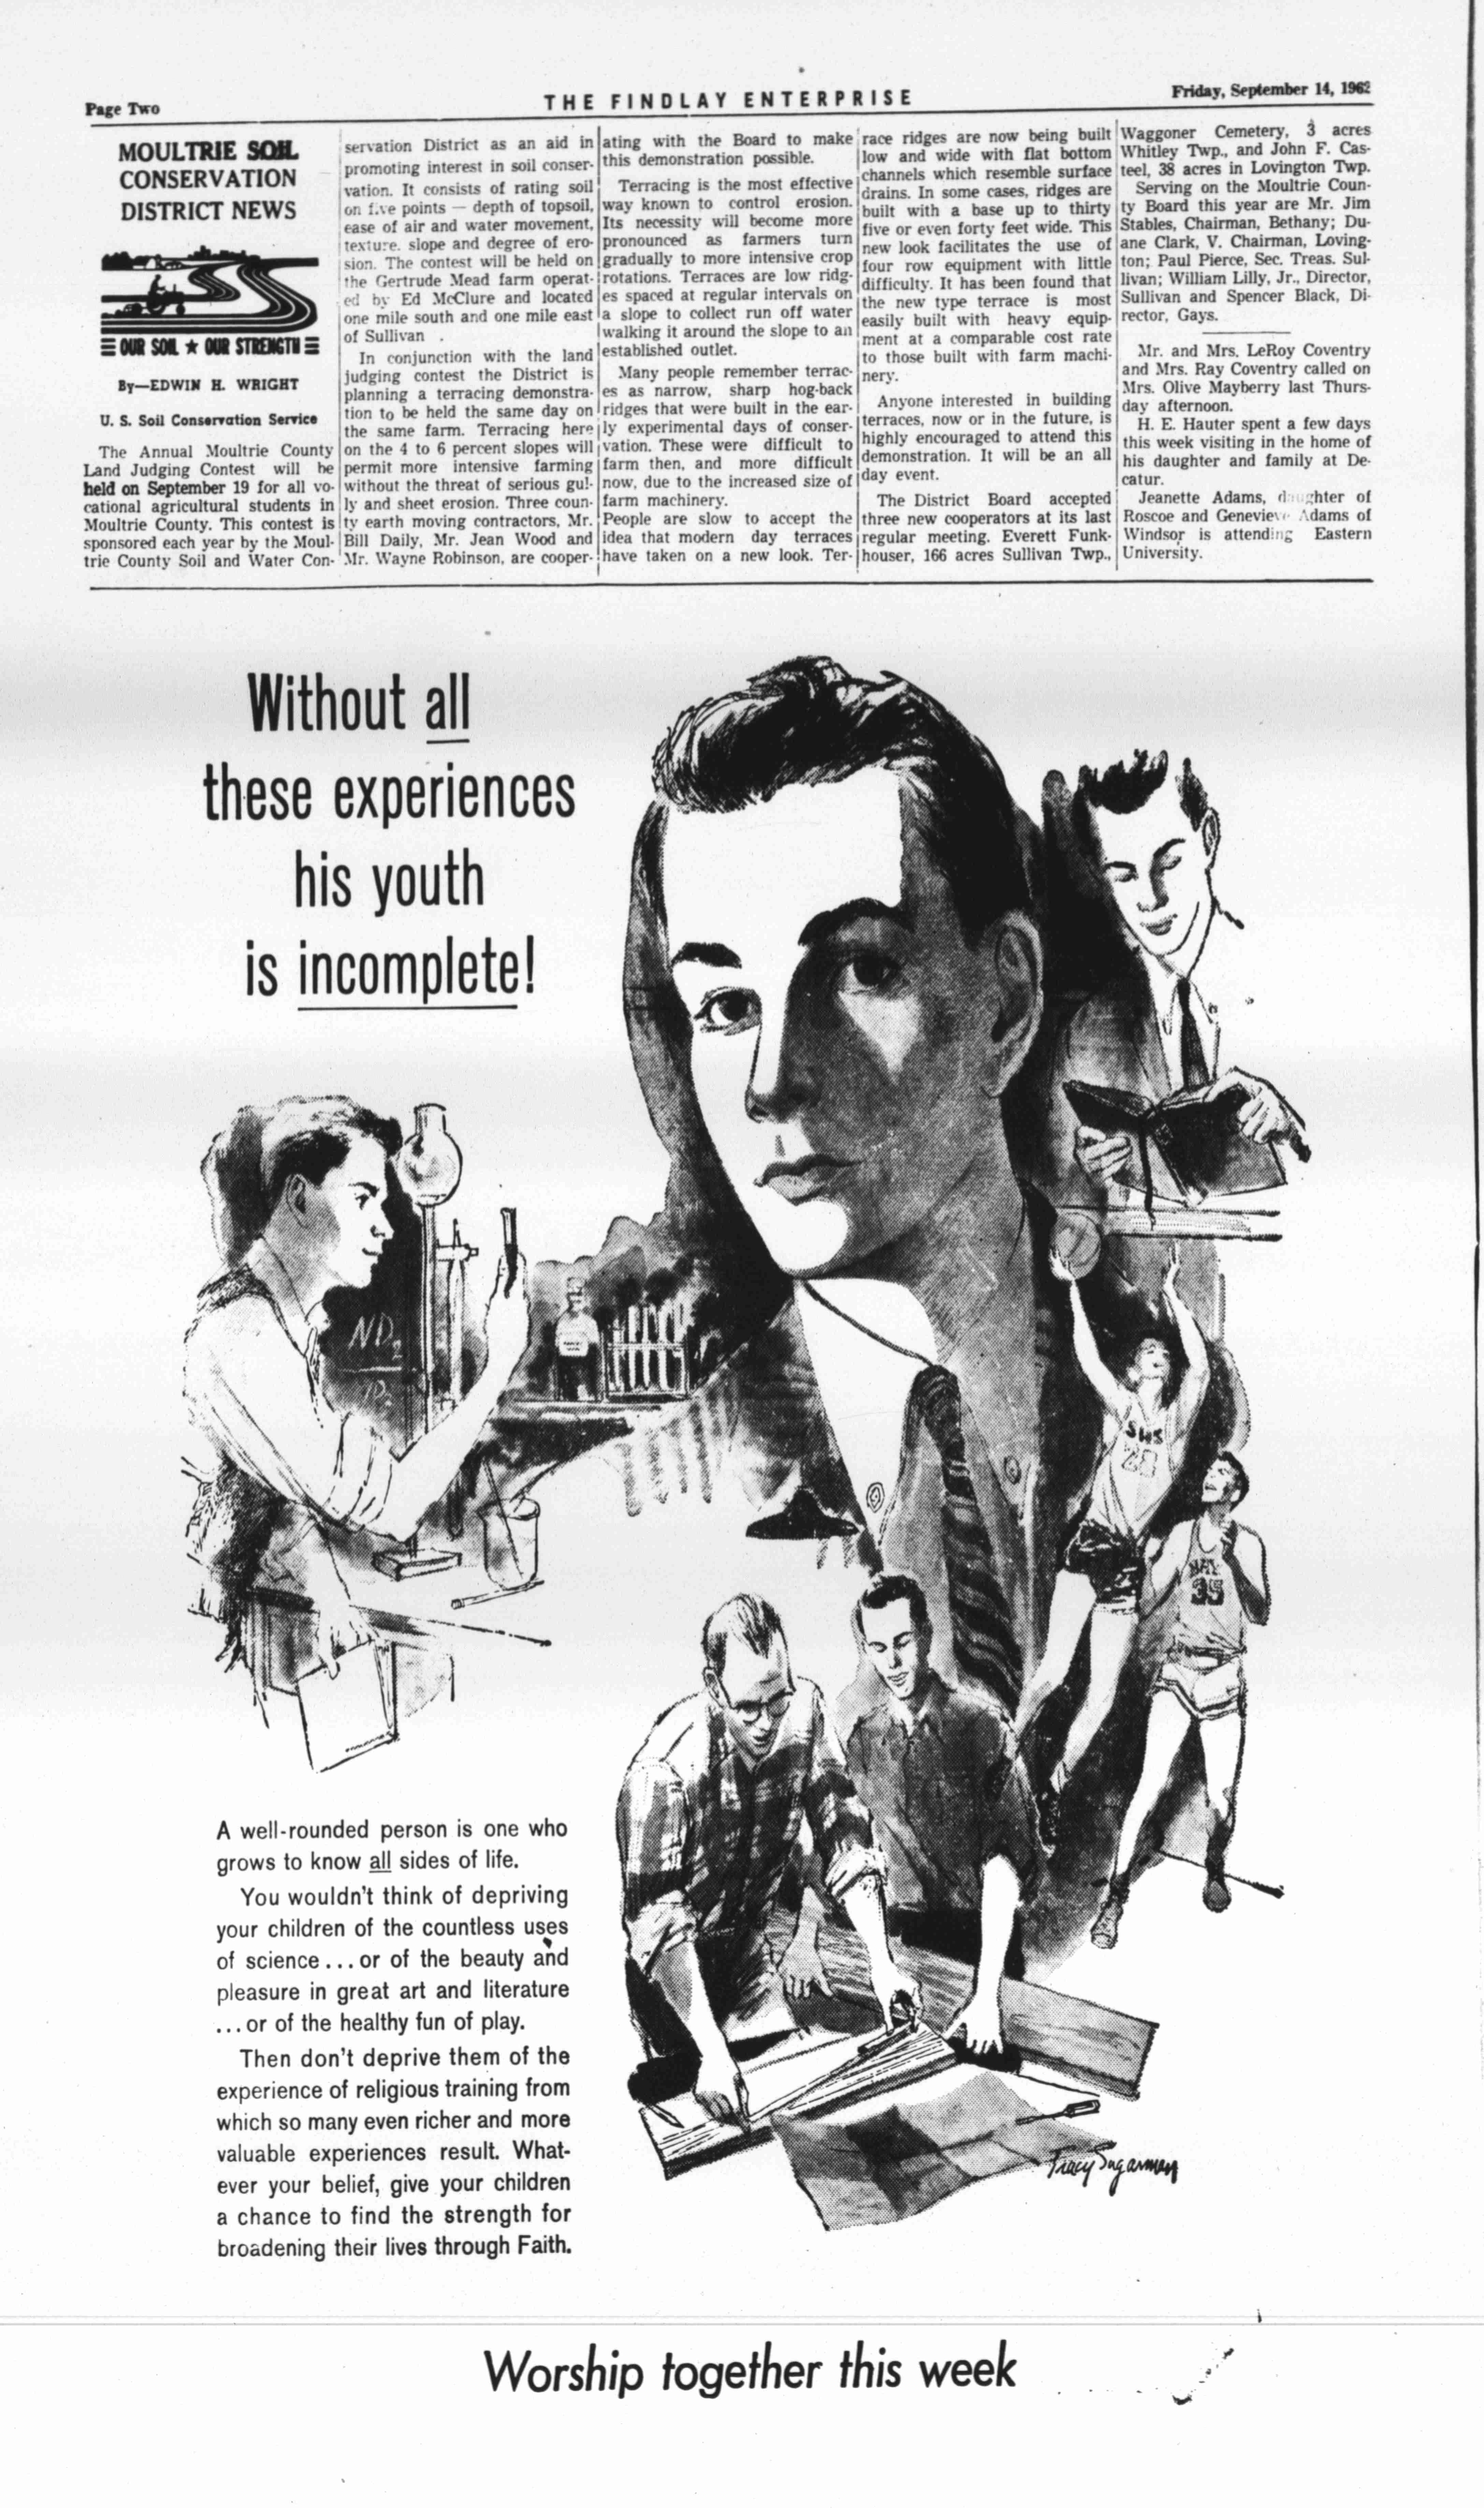 Page Two
THE FINDLAY ENTERPRISE
Friday, September 14, 1962
MOULTRIE SOIL
CONSERVATION
DISTRICT NEWS
OUR SOIL ★ OUR STRENGTH
By—EDWIN H. WRIGHT
U. S. Soil Conservation Service
The Annual Moultrie County
Land Judging Contest will be
held on September 19 for all vo-
cational agricultural students in
Moultrie County. This contest is
sponsored each year by the Moul-
trie County Soil and Water Con-
servation District as an aid in
promoting interest in soil conser-
vation. It consists of rating soil
on five points — depth of topsoil,
ease of air and water movement,
texture. slope and degree of ero-
sion. The contest will be held on
the Gertrude Mead farm operat-
ed by Ed McClure and located
one mile south and one mile east
of Sullivan .
In conjunction with the land
judging contest the District is
planning a terracing demonstra-
tion to be held the same day on
the same farm. Terracing here
on the 4 to 6 percent slopes will
permit more intensive farming
without the threat of serious gul-
ly and sheet erosion. Three coun-
ty earth moving contractors, Mr.
Bill Daily, Mr. Jean Wood and
Mr. Wayne Robinson, are cooper-
ating with the Board to make
this demonstration possible.
Terracing is the most effective
way known to control erosion.
Its necessity will become more
pronounced as farmers turn
gradually to more intensive crop
rotations. Terraces are low ridg-
es spaced at regular intervals on
a slope to collect run off water
walking it around the slope to an
established outlet.
Many people remember terrac-
es as narrow, sharp hog-back
ridges that were built in the ear-
ly experimental days of conser-
vation. These were difficult to
farm then, and more difficult
now, due to the increased size of
farm machinery.
People are slow to accept the
idea that modern day terraces
have taken on a new look. Ter-
race ridges are now being built
low and wide with flat bottom
channels which resemble surface
drains. In some cases, ridges are
built with a base up to thirty
five or even forty feet wide. This
new look facilitates the use of
four row equipment with little
difficulty. It has been found that
the new type terrace is most
easily built with heavy equip-
ment at a comparable cost rate
to those built with farm machi-
nery.
Anyone interested in building
terraces, now or in the future, is
highly encouraged to attend this
demonstration. It will be an all
day event.
The District Board accepted
three new cooperators at its last
regular meeting. Everett Funk-
houser, 166 acres Sullivan Twp.,
Waggoner Cemetery, 3 acres
Whitley Twp., and John F. Cas-
teel, 38 acres in Lovington Twp.
Serving on the Moultrie Coun-
ty Board this year are Mr. Jim
Stables, Chairman, Bethany; Du-
ane Clark, V. Chairman, Loving-
ton; Paul Pierce, Sec. Treas. Sul-
livan; William Lilly, Jr., Director,
Sullivan and Spencer Black, Di-
rector, Gays.
Mr. and Mrs. LeRoy Coventry
and Mrs. Ray Coventry called on
Mrs. Olive Mayberry last Thurs-
day afternoon.
H. E. Hauter spent a few days
this week visiting in the home of
his daughter and family at De-
catur.
Jeanette Adams, daughter of
Roscoe and Genevieve Adams of
Windsor is attending Eastern
University.
Without all
these experiences
his youth
is incomplete!
ND2
SHS
20
35
A well-rounded person is one who
grows to know all sides of life.
You wouldn't think of depriving
your children of the countless uses
of science...or of the beauty and
pleasure in great art and literature
...or of the healthy fun of play.
Then don't deprive them of the
experience of religious training from
which so many even richer and more
valuable experiences result. What-
ever your belief, give your children
a chance to find the strength for
broadening their lives through Faith.
Tracy Sugarman
Worship together this week